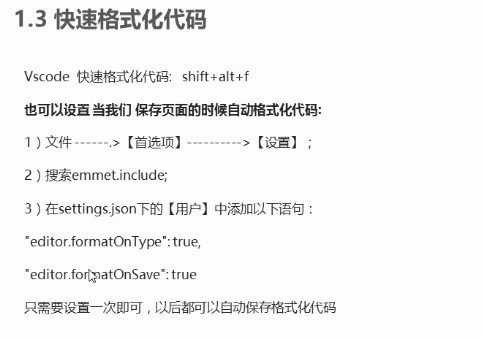 1.3 快速格式化代码
Vscode 快速格式化代码: shift+alt+f
也可以设置 当我们 保存页面的时候自动格式化代码:
1）文件 ------.>【首选项】---------->【设置】；
2）搜索emmet.include;
3）在settings.json下的【用户】中添加以下语句：
"editor.formatOnType": true,
"editor.formatOnSave": true
只需要设置一次即可，以后都可以自动保存格式化代码